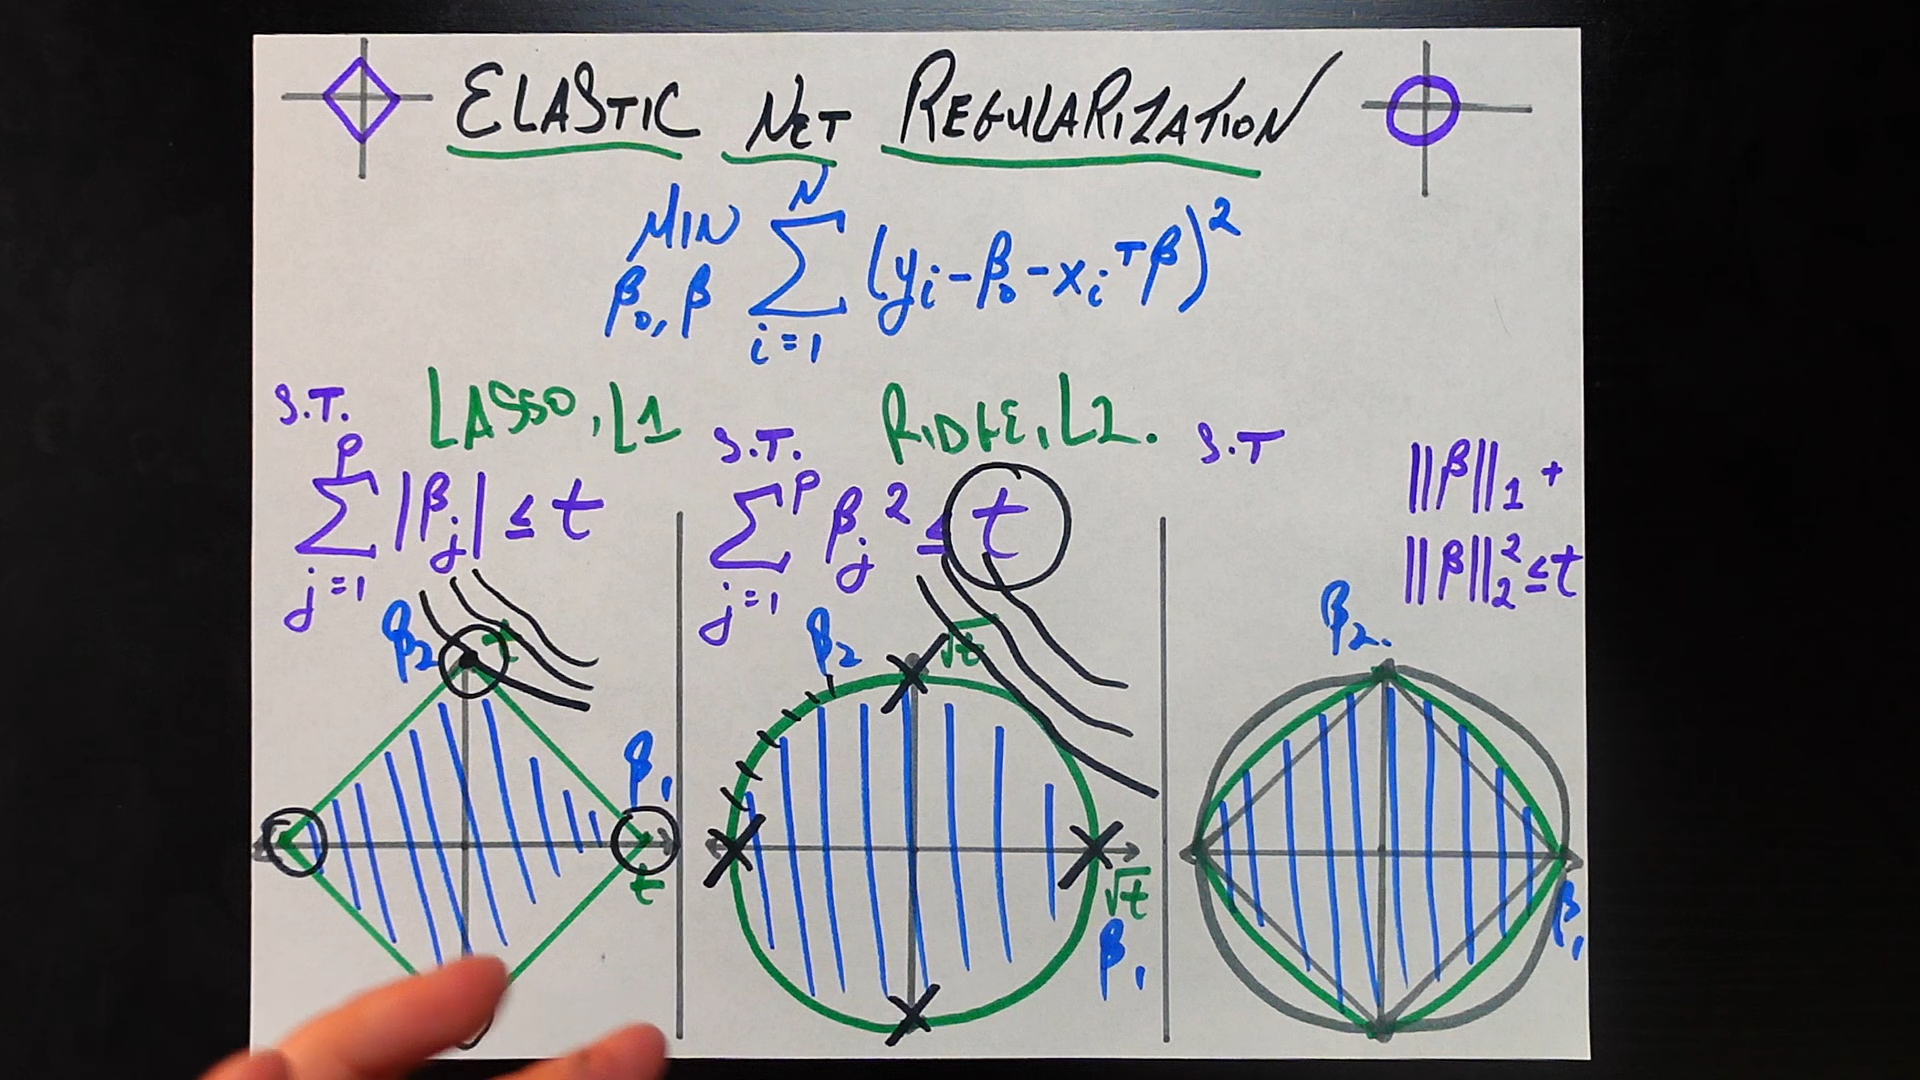 ELASTIC NET REGULARIZATION
MIN β₀, β ∑ i=1 N (yᵢ - β₀ - xᵢᵀβ)²
S.T. LASSO, L1
∑ j=1 P |βⱼ| ≤ t
β₂
t
β₁
t
S.T. RIDGE, L2.
∑ j=1 P βⱼ² ≤ t
β₂
√t
√t
β₁
S.T
||β||₁ +
||β||₂² ≤ t
β₂.
β₁